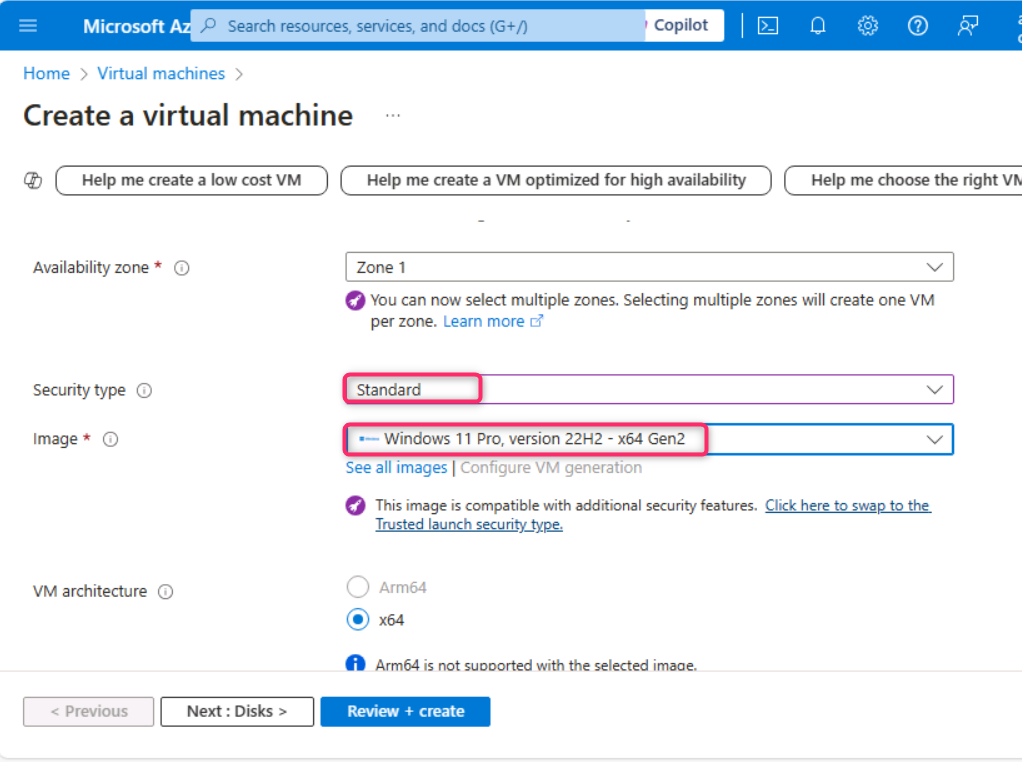 Microsoft Az Search resources, services, and docs (G+/) Copilot
Home > Virtual machines >
Create a virtual machine ...
Help me create a low cost VM Help me create a VM optimized for high availability Help me choose the right VM
Availability zone * Zone 1
You can now select multiple zones. Selecting multiple zones will create one VM
per zone. Learn more
Security type Standard
Image * Windows 11 Pro, version 22H2 - x64 Gen2
See all images | Configure VM generation
This image is compatible with additional security features. Click here to swap to the
Trusted launch security type.
VM architecture Arm64
x64
Arm64 is not supported with the selected image.
< Previous Next : Disks > Review + create